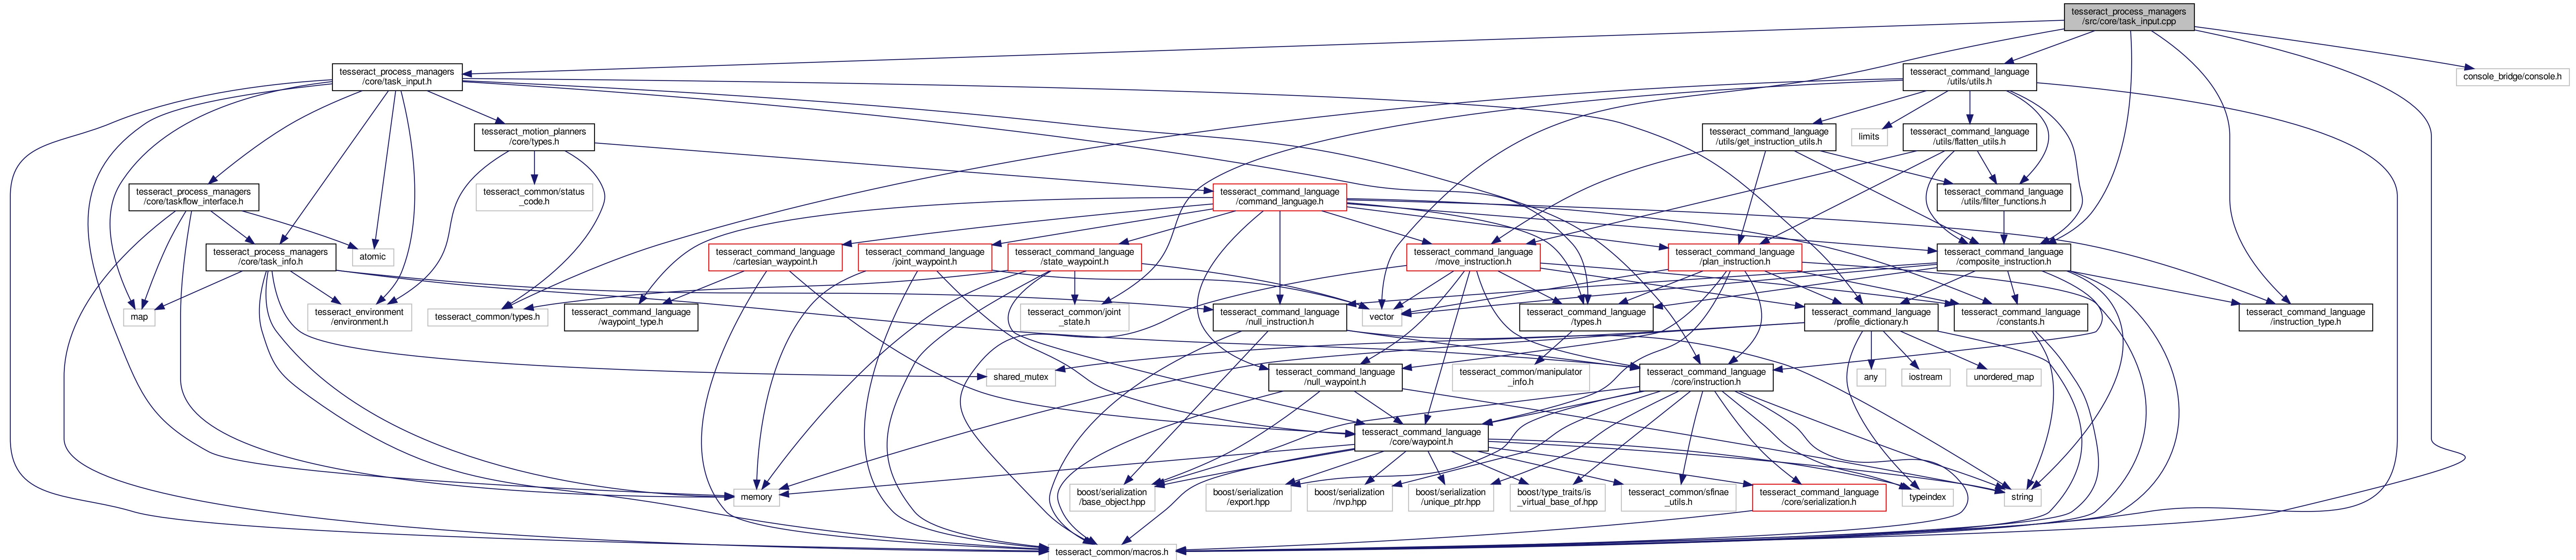 tesseract_process_managers
/src/core/task_input.cpp
tesseract_process_managers
/core/task_input.h
tesseract_command_language
/utils/utils.h
console_bridge/console.h
tesseract_motion_planners
/core/types.h
limits
tesseract_command_language
/utils/get_instruction_utils.h
tesseract_command_language
/utils/flatten_utils.h
tesseract_process_managers
/core/taskflow_interface.h
tesseract_common/status
_code.h
tesseract_command_language
/command_language.h
tesseract_command_language
/utils/filter_functions.h
tesseract_process_managers
/core/task_info.h
atomic
tesseract_command_language
/cartesian_waypoint.h
tesseract_command_language
/joint_waypoint.h
tesseract_command_language
/state_waypoint.h
tesseract_command_language
/move_instruction.h
tesseract_command_language
/plan_instruction.h
tesseract_command_language
/composite_instruction.h
map
tesseract_environment
/environment.h
tesseract_common/types.h
tesseract_command_language
/waypoint_type.h
tesseract_common/joint
_state.h
tesseract_command_language
/null_instruction.h
vector
tesseract_command_language
/types.h
tesseract_command_language
/profile_dictionary.h
tesseract_command_language
/constants.h
tesseract_command_language
/instruction_type.h
shared_mutex
tesseract_command_language
/null_waypoint.h
tesseract_common/manipulator
_info.h
tesseract_command_language
/core/instruction.h
any
iostream
unordered_map
tesseract_command_language
/core/waypoint.h
memory
boost/serialization
/base_object.hpp
boost/serialization
/export.hpp
boost/serialization
/nvp.hpp
boost/serialization
/unique_ptr.hpp
boost/type_traits/is
_virtual_base_of.hpp
tesseract_common/sfinae
_utils.h
tesseract_command_language
/core/serialization.h
typeindex
string
tesseract_common/macros.h